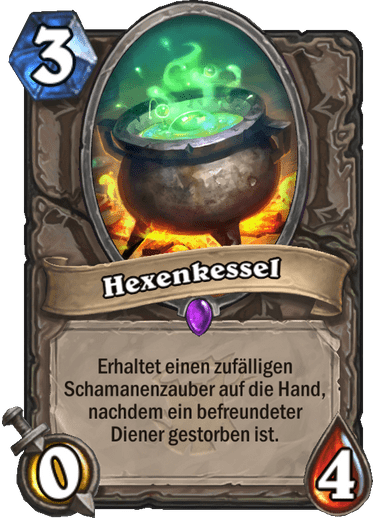 3
Hexenkessel
Erhaltet einen zufälligen
Schamanenzauber auf die Hand,
nachdem ein befreundeter
Diener gestorben ist.
0
4